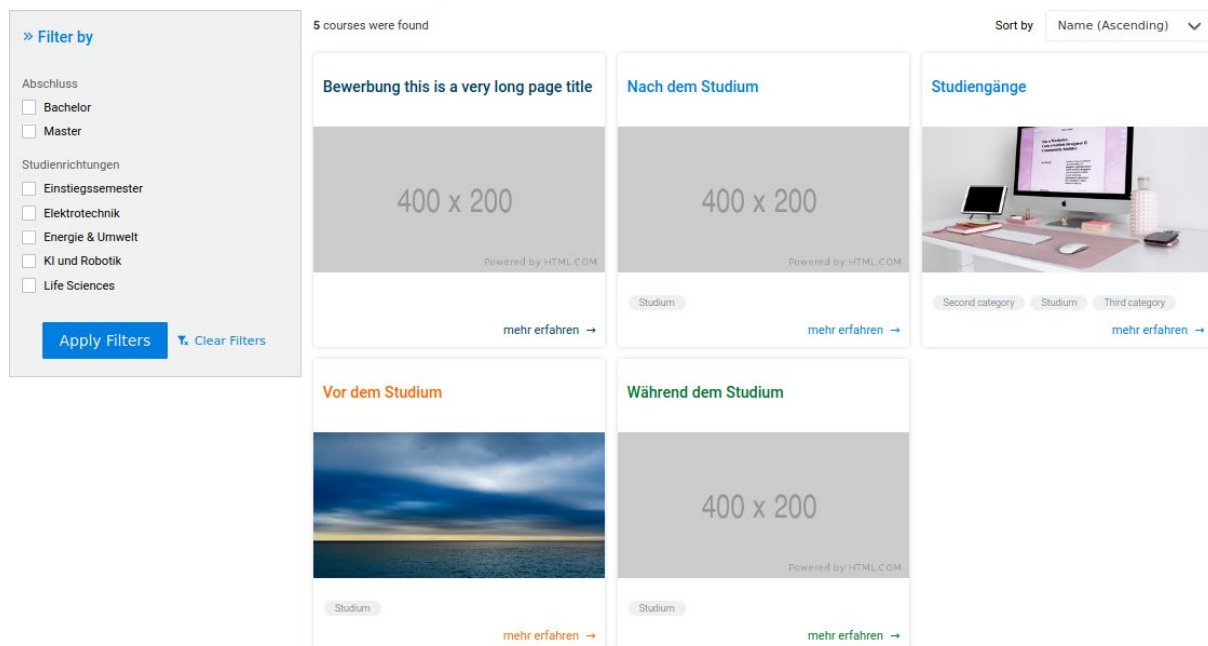 » Filter by
Abschluss
Bachelor
Master
Studienrichtungen
Einstiegssemester
Elektrotechnik
Energie & Umwelt
KI und Robotik
Life Sciences
Apply Filters
Clear Filters
5 courses were found
Sort by
Name (Ascending)
Bewerbung this is a very long page title
400 x 200
Powered by HTML.COM
mehr erfahren →
Nach dem Studium
400 x 200
Powered by HTML.COM
Studium
mehr erfahren →
Studiengänge
Second category
Studium
Third category
mehr erfahren →
Vor dem Studium
Studium
mehr erfahren →
Während dem Studium
400 x 200
Powered by HTML.COM
Studium
mehr erfahren →